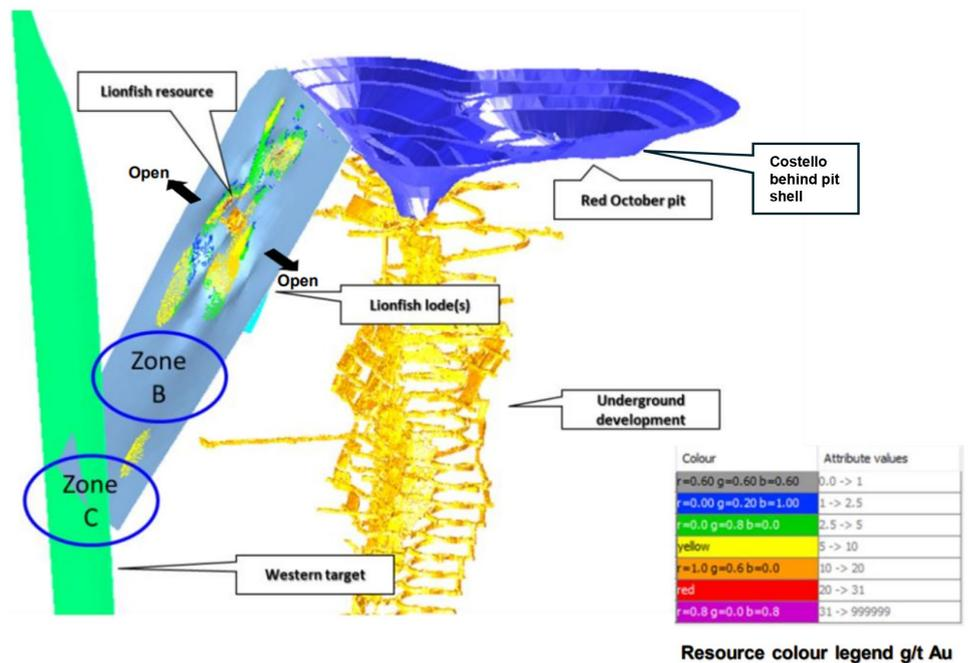 Lionfish resource
Open
Costello
behind pit
shell
Red October pit
Open
Lionfish lode(s)
Zone
B
Underground
development
Zone
C
Western target
Colour Attribute values
r=0.60 g=0.60 b=0.60 0.0 -> 1
r=0.00 g=0.20 b=1.00 1 -> 2.5
r=0.0 g=0.8 b=0.0 2.5 -> 5
yellow 5 -> 10
r=1.0 g=0.6 b=0.0 10 -> 20
red 20 -> 31
r=0.8 g=0.0 b=0.8 31 -> 999999
Resource colour legend g/t Au